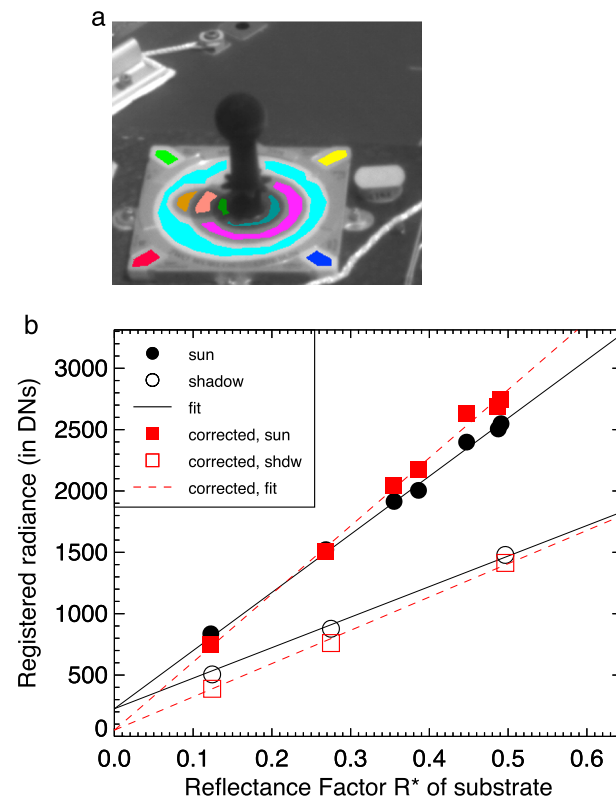 a
b
3000
2500
2000
1500
1000
500
0
0.0 0.1 0.2 0.3 0.4 0.5 0.6
Registered radiance (in DNs)
Reflectance Factor R* of substrate
sun
shadow
fit
corrected, sun
corrected, shdw
corrected, fit